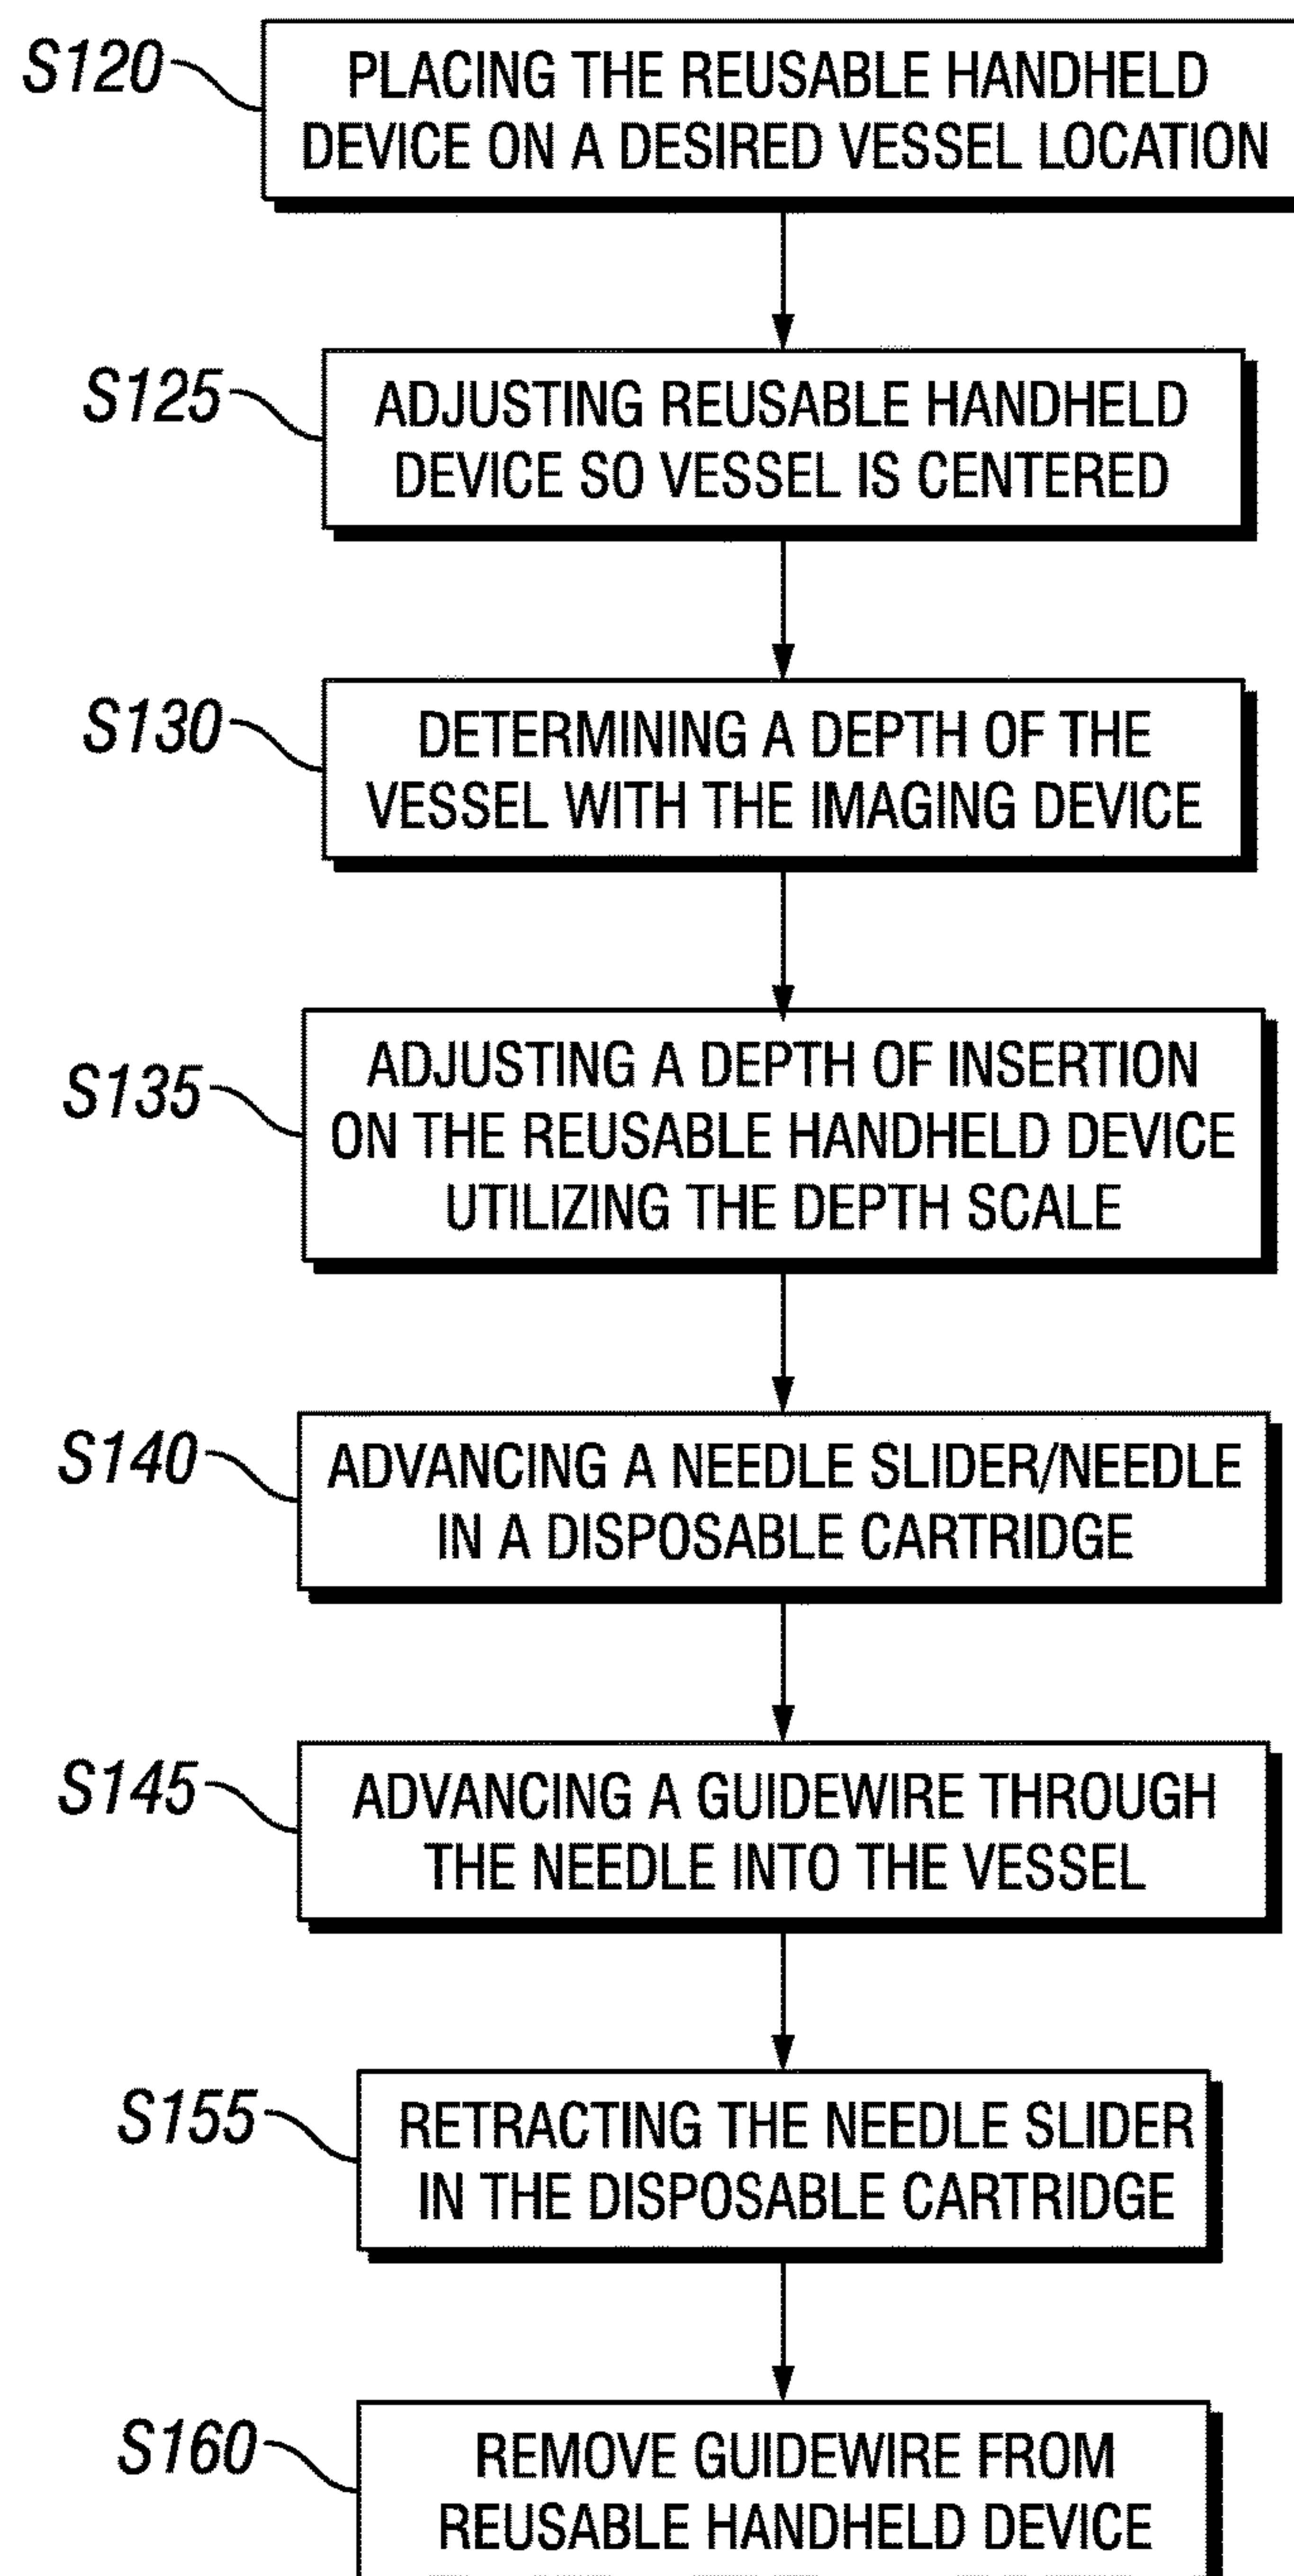 S120
PLACING THE REUSABLE HANDHELD
DEVICE ON A DESIRED VESSEL LOCATION
S125
ADJUSTING REUSABLE HANDHELD
DEVICE SO VESSEL IS CENTERED
S130
DETERMINING A DEPTH OF THE
VESSEL WITH THE IMAGING DEVICE
S135
ADJUSTING A DEPTH OF INSERTION
ON THE REUSABLE HANDHELD DEVICE
UTILIZING THE DEPTH SCALE
S140
ADVANCING A NEEDLE SLIDER/NEEDLE
IN A DISPOSABLE CARTRIDGE
S145
ADVANCING A GUIDEWIRE THROUGH
THE NEEDLE INTO THE VESSEL
S155
RETRACTING THE NEEDLE SLIDER
IN THE DISPOSABLE CARTRIDGE
S160
REMOVE GUIDEWIRE FROM
REUSABLE HANDHELD DEVICE